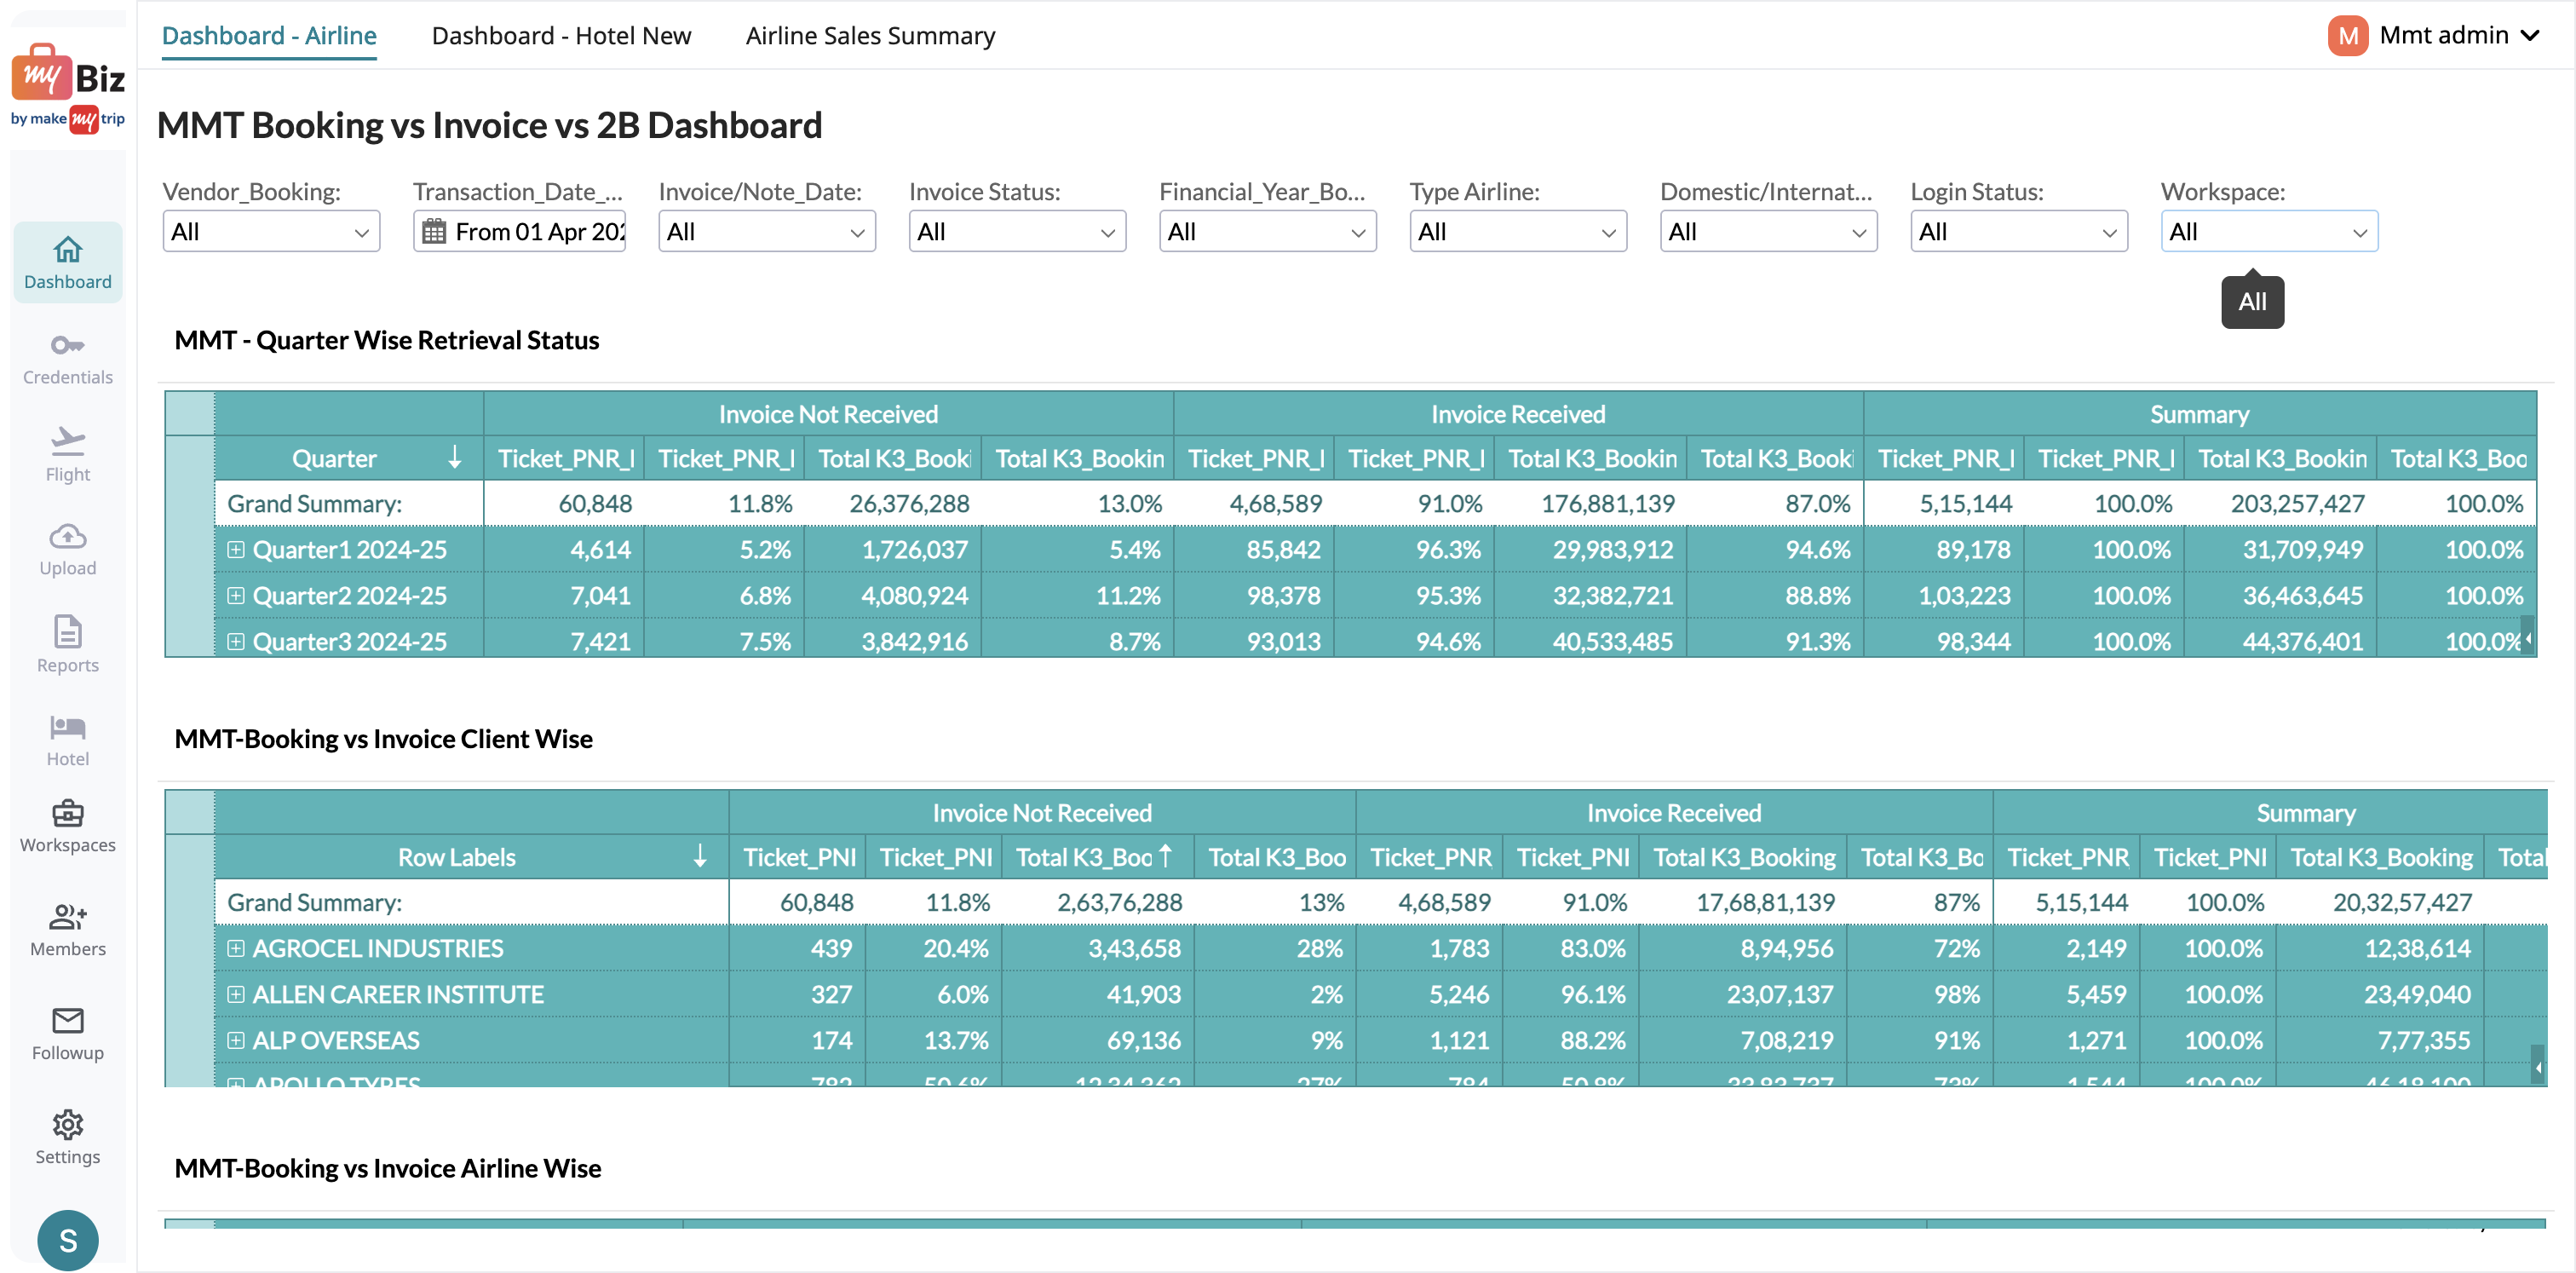 Dashboard - Airline Dashboard - Hotel New Airline Sales Summary M Mmt admin
my Biz
by make my trip
MMT Booking vs Invoice vs 2B Dashboard
Vendor_Booking: Transaction_Date_... Invoice/Note_Date: Invoice Status: Financial_Year_Bo... Type Airline: Domestic/Internat... Login Status: Workspace:
All From 01 Apr 202 All All All All All All All
All
Dashboard
Credentials
Flight
Upload
Reports
Hotel
Workspaces
Members
Followup
Settings
S
MMT - Quarter Wise Retrieval Status
Invoice Not Received Invoice Received Summary
Quarter Ticket_PNR_I Ticket_PNR_I Total K3_Booki Total K3_Bookin Ticket_PNR_I Ticket_PNR_I Total K3_Bookin Total K3_Booki Ticket_PNR_I Ticket_PNR_I Total K3_Bookin Total K3_Boo
Grand Summary: 60,848 11.8% 26,376,288 13.0% 4,68,589 91.0% 176,881,139 87.0% 5,15,144 100.0% 203,257,427 100.0%
Quarter1 2024-25 4,614 5.2% 1,726,037 5.4% 85,842 96.3% 29,983,912 94.6% 89,178 100.0% 31,709,949 100.0%
Quarter2 2024-25 7,041 6.8% 4,080,924 11.2% 98,378 95.3% 32,382,721 88.8% 1,03,223 100.0% 36,463,645 100.0%
Quarter3 2024-25 7,421 7.5% 3,842,916 8.7% 93,013 94.6% 40,533,485 91.3% 98,344 100.0% 44,376,401 100.0%
MMT-Booking vs Invoice Client Wise
Invoice Not Received Invoice Received Summary
Row Labels Ticket_PNI Ticket_PNI Total K3_Boo Total K3_Boo Ticket_PNR Ticket_PNI Total K3_Booking Total K3_Bo Ticket_PNR Ticket_PNI Total K3_Booking Total
Grand Summary: 60,848 11.8% 2,63,76,288 13% 4,68,589 91.0% 17,68,81,139 87% 5,15,144 100.0% 20,32,57,427
AGROCEL INDUSTRIES 439 20.4% 3,43,658 28% 1,783 83.0% 8,94,956 72% 2,149 100.0% 12,38,614
ALLEN CAREER INSTITUTE 327 6.0% 41,903 2% 5,246 96.1% 23,07,137 98% 5,459 100.0% 23,49,040
ALP OVERSEAS 174 13.7% 69,136 9% 1,121 88.2% 7,08,219 91% 1,271 100.0% 7,77,355
APOLLO TYRES
MMT-Booking vs Invoice Airline Wise